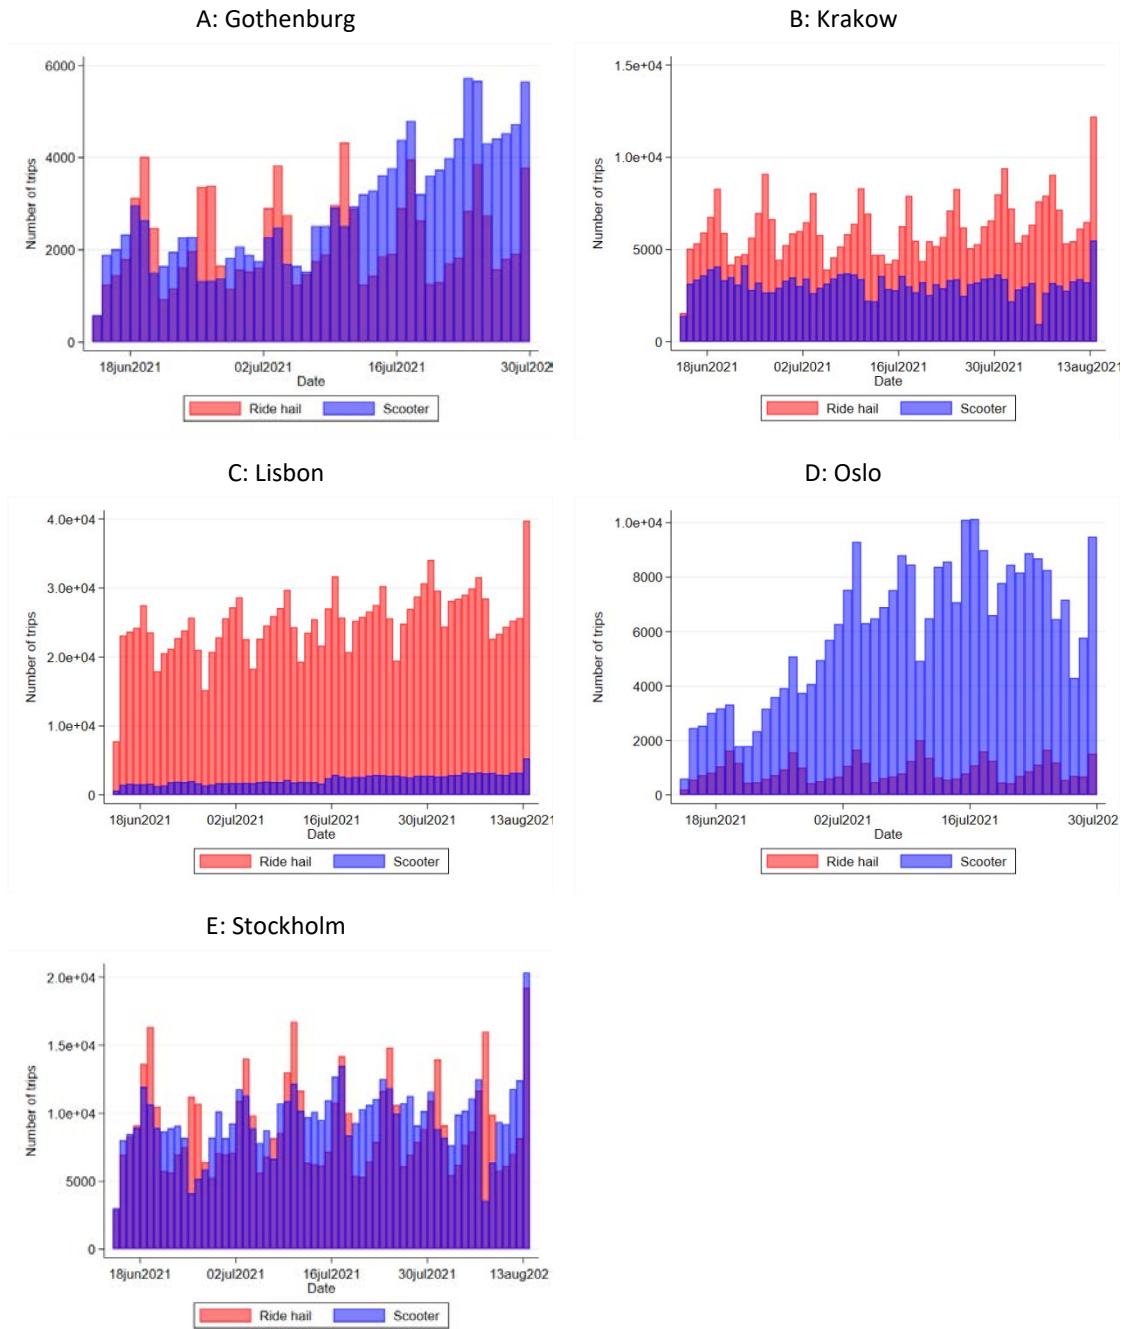 A: Gothenburg
6000
4000
2000
0
Number of trips
18jun2021 02jul2021 16jul2021 30jul202
Date
Ride hail Scooter
B: Krakow
1.5e+04
1.0e+04
5000
0
Number of trips
18jun2021 02jul2021 16jul2021 30jul2021 13aug2021
Date
Ride hail Scooter
C: Lisbon
4.0e+04
3.0e+04
2.0e+04
1.0e+04
0
Number of trips
18jun2021 02jul2021 16jul2021 30jul2021 13aug2021
Date
Ride hail Scooter
D: Oslo
1.0e+04
8000
6000
4000
2000
0
Number of trips
18jun2021 02jul2021 16jul2021 30jul202
Date
Ride hail Scooter
E: Stockholm
2.0e+04
1.5e+04
1.0e+04
5000
0
Number of trips
18jun2021 02jul2021 16jul2021 30jul2021 13aug202
Date
Ride hail Scooter